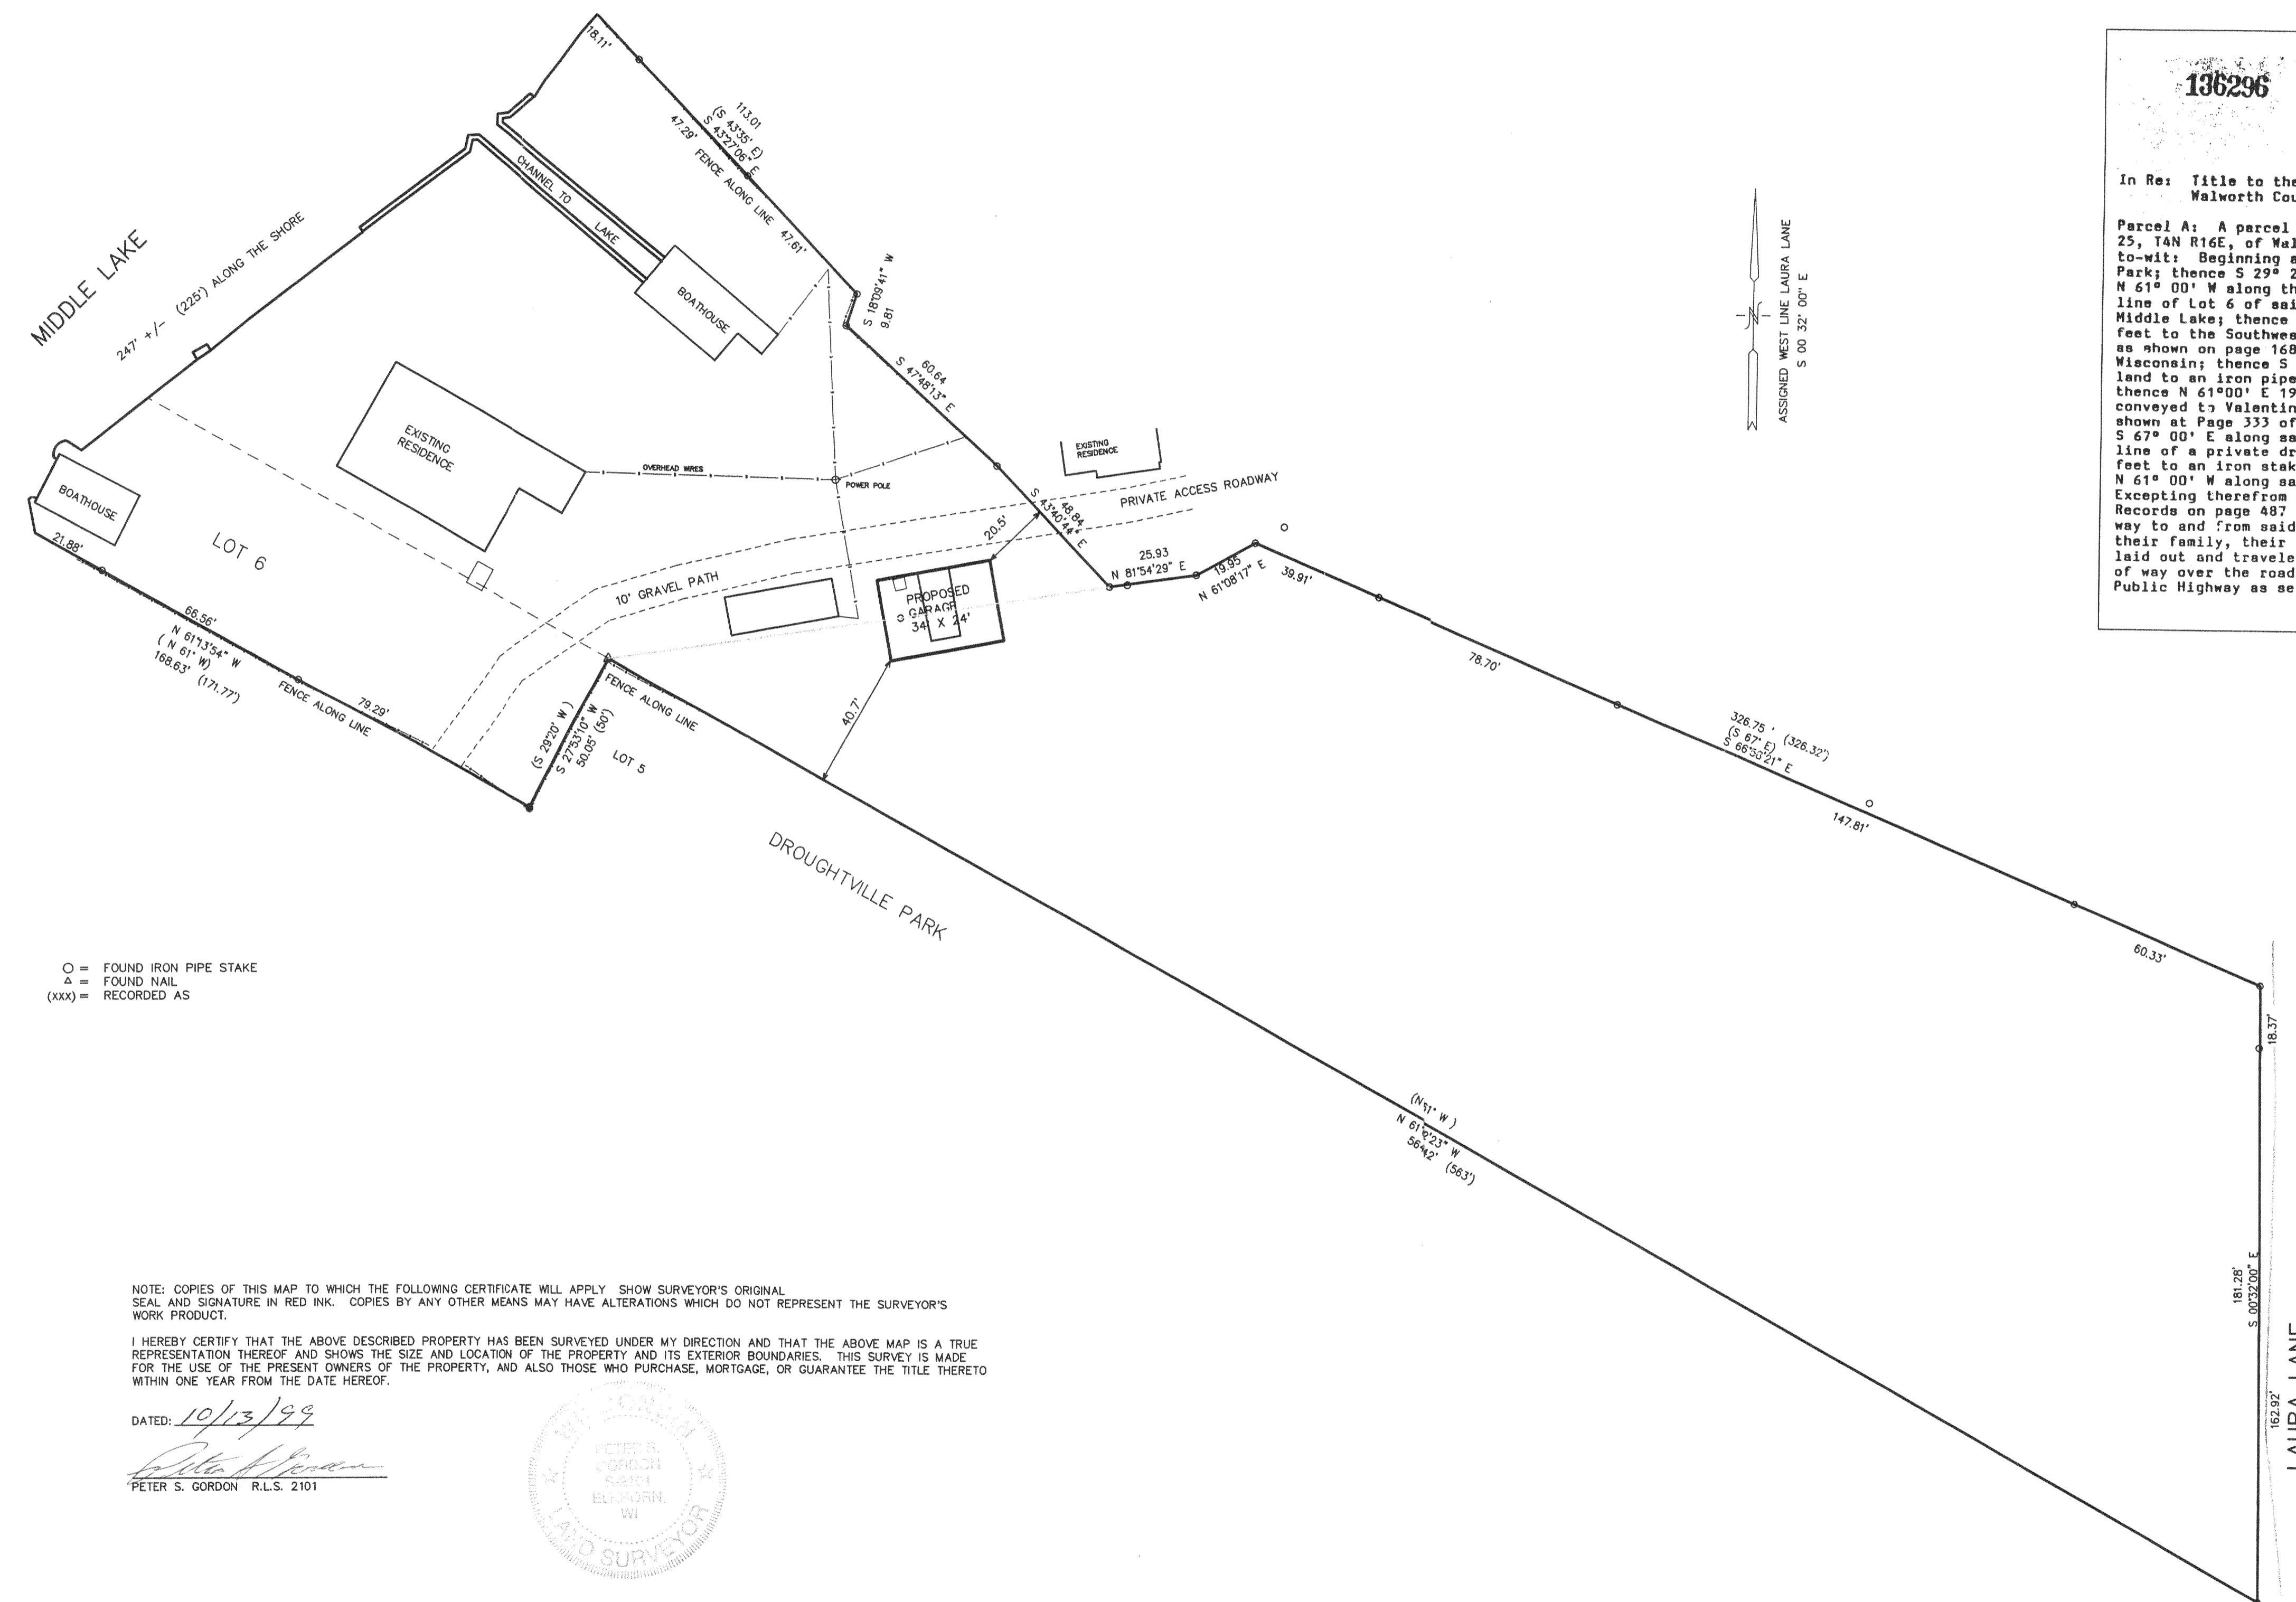 18.11'
113.01
(S 43°35' E)
S 43°27'06" E
47.29'
FENCE ALONG LINE 47.61'
CHANNEL TO LAKE
MIDDLE LAKE
247' +/- (225') ALONG THE SHORE
BOATHOUSE
S 18°09'41" W
9.81
60.64
S 47°48'13" E
EXISTING
RESIDENCE
OVERHEAD WIRES
POWER POLE
EXISTING
RESIDENCE
PRIVATE ACCESS ROADWAY
48.84
S 43°40'44" E
20.5'
25.93
N 81°54'29" E
19.95
N 61°08'17" E
39.91'
78.70'
326.75 ' (326.32')
(S 67° E)
S 66°'21" E
147.81'
60.33'
18.37'
BOATHOUSE
21.88'
LOT 6
66.56'
N 61°13'54" W
( N 61° W)
168.63' (171.77')
FENCE ALONG LINE
79.29'
10' GRAVEL PATH
PROPOSED
GARAGE
34' X 24'
40.7'
FENCE ALONG LINE
(S 29°20' W )
S 27°53'10" W
50.05' (50')
LOT 5
DROUGHTVILLE PARK
W )
N 61° W
(563')
181.28'
S 00°32'00" E
162.92'
LAURA LANE
ASSIGNED WEST LINE LAURA LANE
S 00 32' 00" E
N
136296
In Re: Title to the
Walworth Cou
Parcel A: A parcel
25, T4N R16E, of Wal
to-wit: Beginning a
Park; thence S 29° 2
N 61° 00' W along th
line of Lot 6 of sai
Middle Lake; thence
feet to the Southwes
as shown on page 168
Wisconsin; thence S
land to an iron pipe
thence N 61°00' E 19
conveyed to Valentin
shown at Page 333 of
S 67° 00' E along sa
line of a private dr
feet to an iron stak
N 61° 00' W along sa
Excepting therefrom
Records on page 487
way to and from said
their family, their
laid out and travele
of way over the road
Public Highway as se
O = FOUND IRON PIPE STAKE
Δ = FOUND NAIL
(xxx) = RECORDED AS
NOTE: COPIES OF THIS MAP TO WHICH THE FOLLOWING CERTIFICATE WILL APPLY SHOW SURVEYOR'S ORIGINAL
SEAL AND SIGNATURE IN RED INK. COPIES BY ANY OTHER MEANS MAY HAVE ALTERATIONS WHICH DO NOT REPRESENT THE SURVEYOR'S
WORK PRODUCT.
I HEREBY CERTIFY THAT THE ABOVE DESCRIBED PROPERTY HAS BEEN SURVEYED UNDER MY DIRECTION AND THAT THE ABOVE MAP IS A TRUE
REPRESENTATION THEREOF AND SHOWS THE SIZE AND LOCATION OF THE PROPERTY AND ITS EXTERIOR BOUNDARIES. THIS SURVEY IS MADE
FOR THE USE OF THE PRESENT OWNERS OF THE PROPERTY, AND ALSO THOSE WHO PURCHASE, MORTGAGE, OR GUARANTEE THE TITLE THERETO
WITHIN ONE YEAR FROM THE DATE HEREOF.
DATED: 10/13/99
PETER S. GORDON R.L.S. 2101
WISCONSIN
PETER S.
GORDON
S-2101
ELKHORN,
WI
LAND SURVEYOR